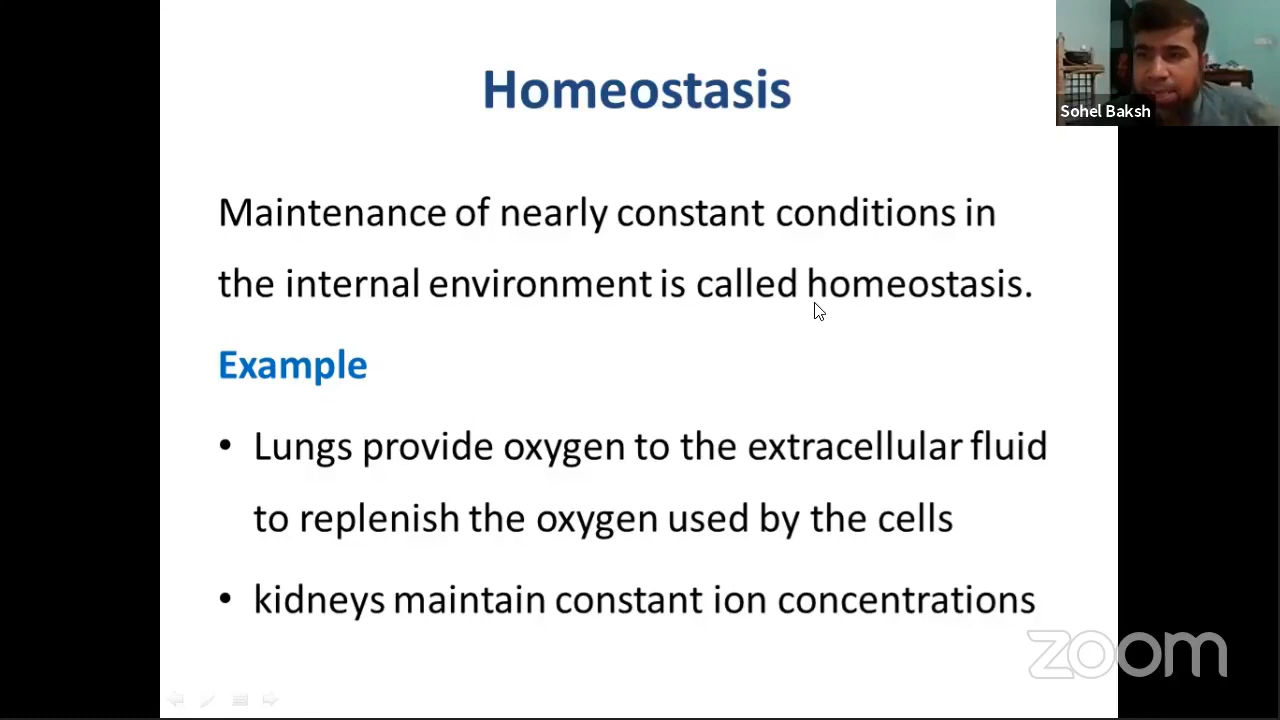 Homeostasis
Sohel Baksh
Maintenance of nearly constant conditions in
the internal environment is called homeostasis.
Example
• Lungs provide oxygen to the extracellular fluid
to replenish the oxygen used by the cells
• kidneys maintain constant ion concentrations
zoom